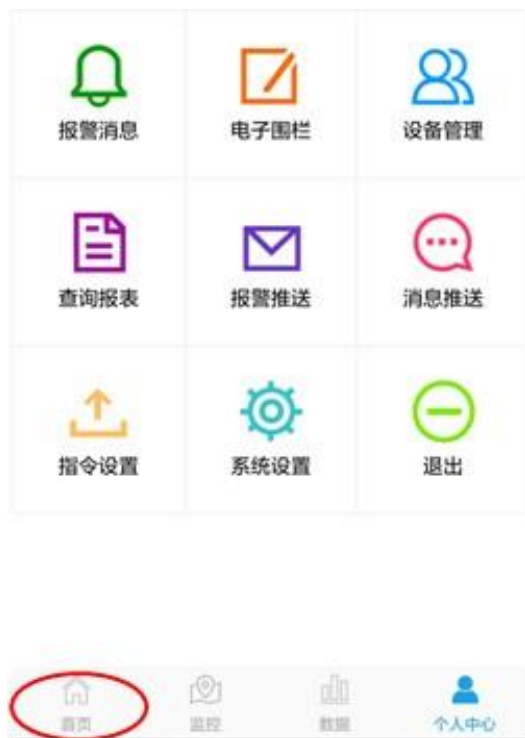 报警消息 电子围栏 设备管理
查询报表 报警推送 消息推送
指令设置 系统设置 退出
首页 监控 数据 个人中心